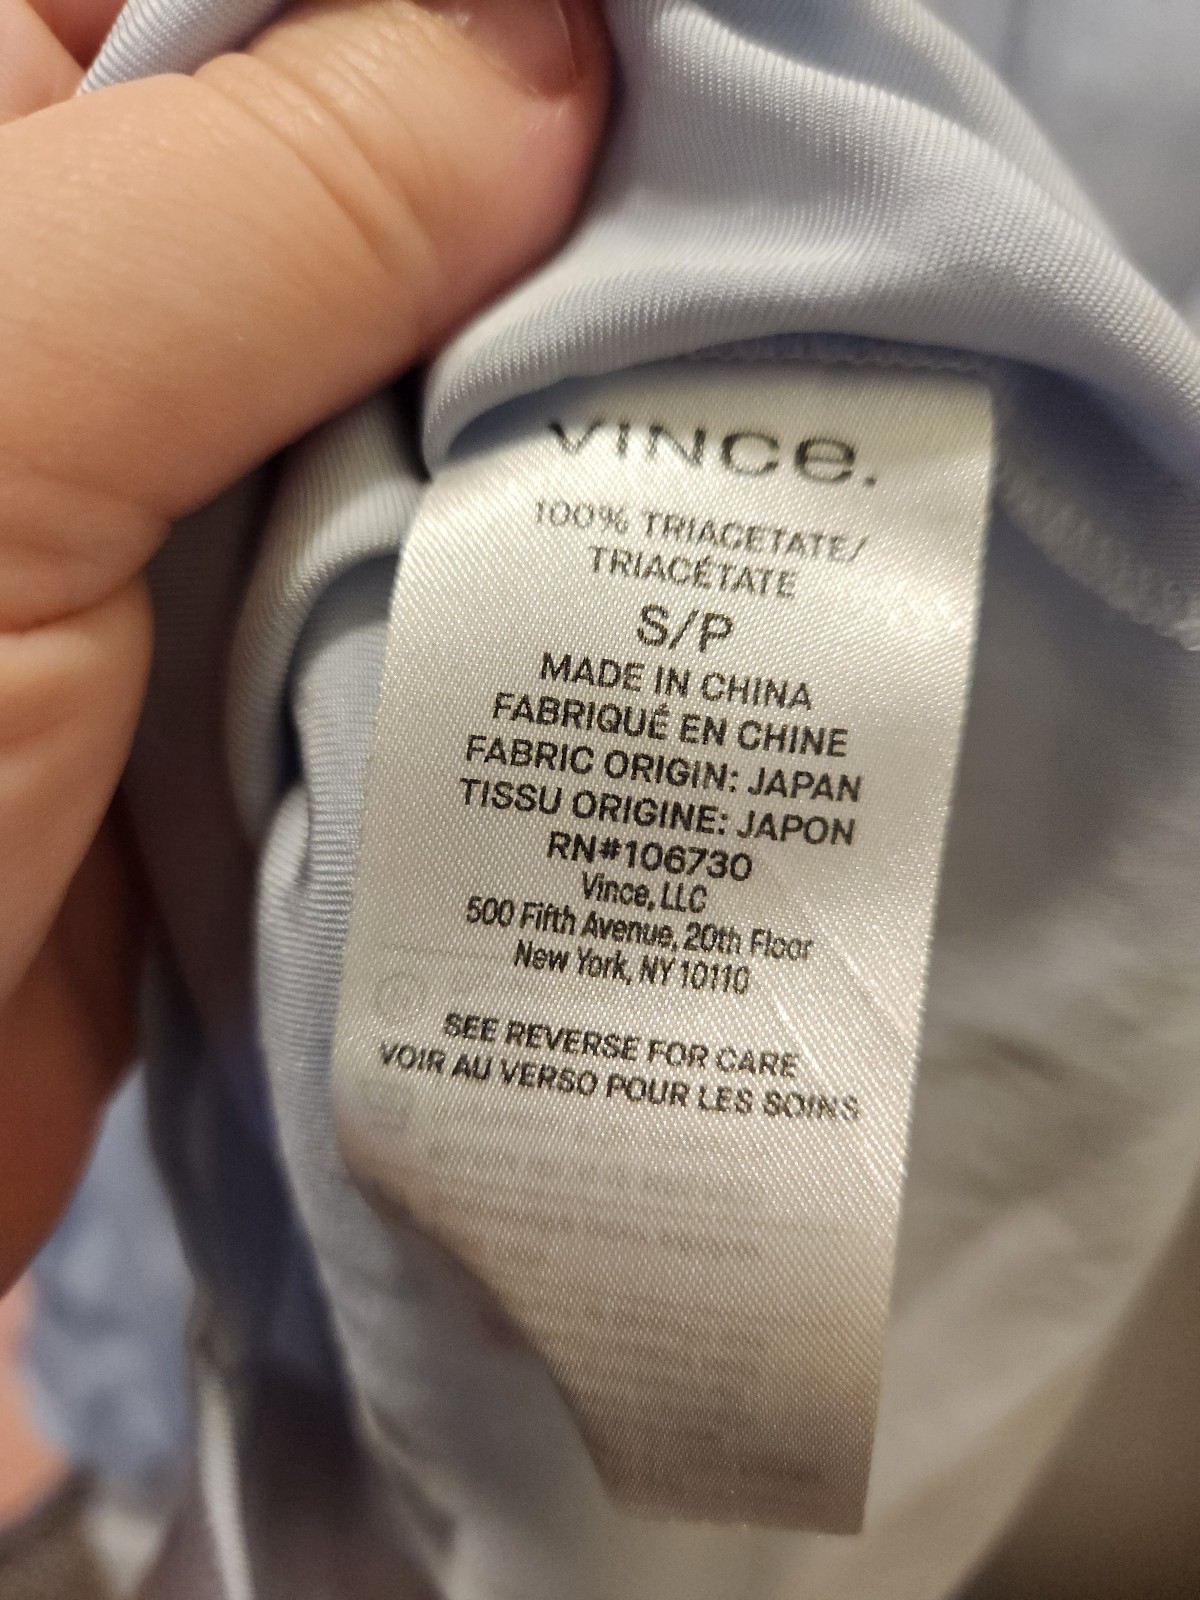 VINCE.
100% TRIACETATE/
TRIACÉTATE
S/P
MADE IN CHINA
FABRIQUÉ EN CHINE
FABRIC ORIGIN: JAPAN
TISSU ORIGINE: JAPON
RN#106730
Vince, LLC
500 Fifth Avenue, 20th Floor
New York, NY 10110
SEE REVERSE FOR CARE
VOIR AU VERSO POUR LES SOINS